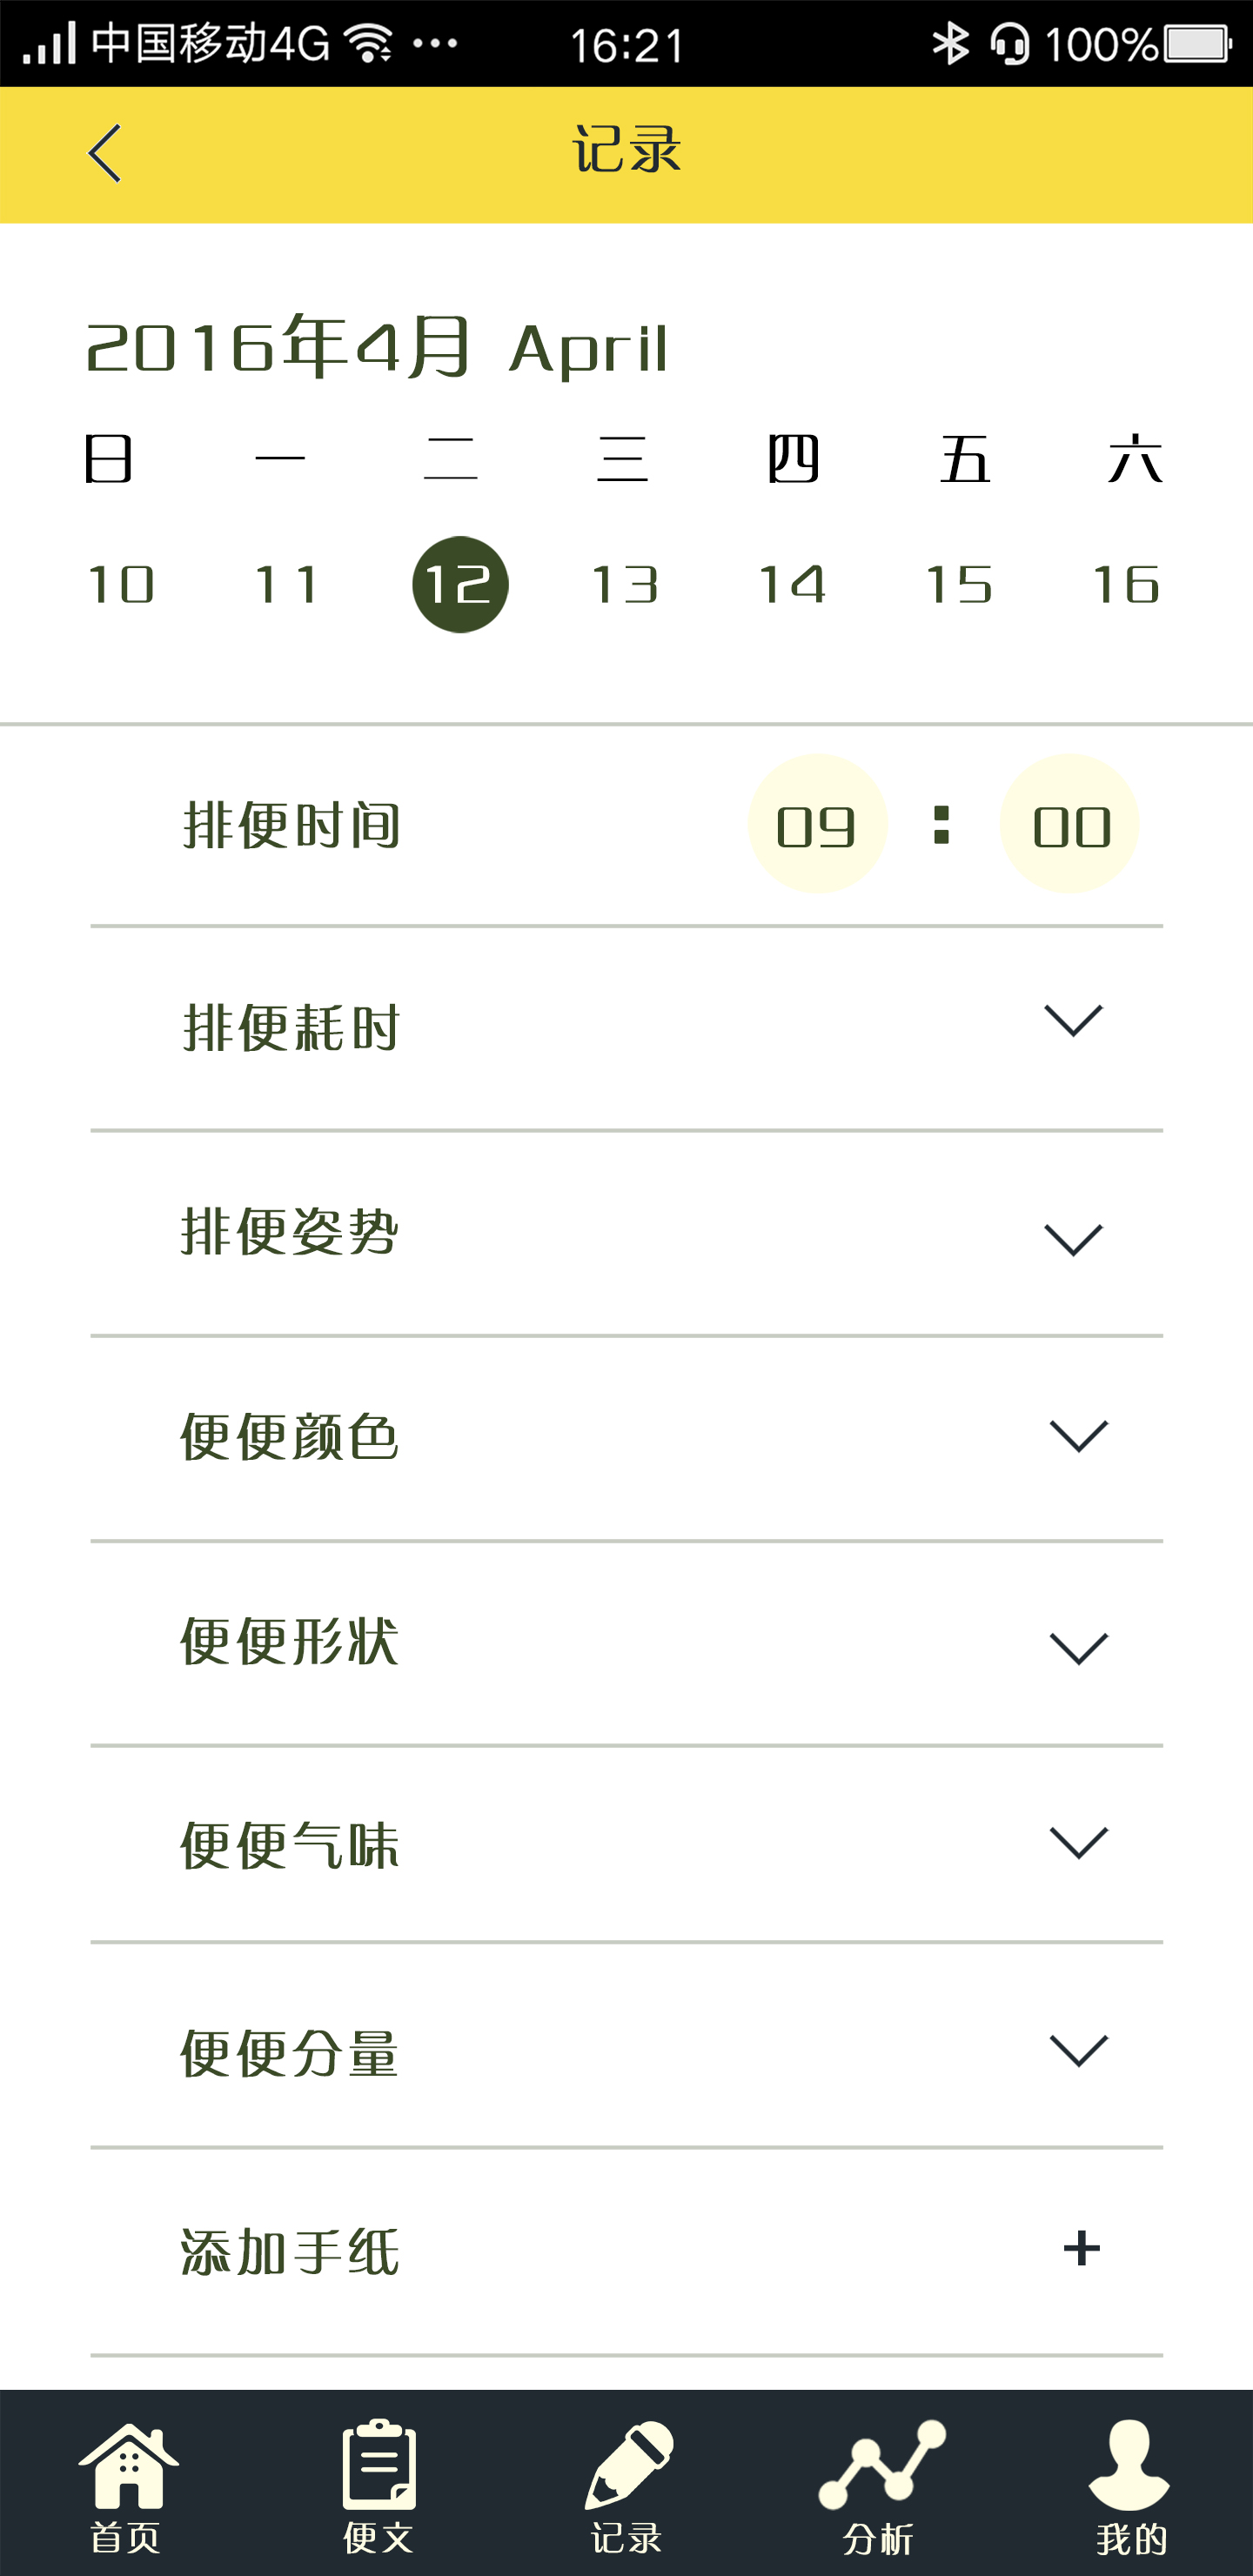 中国移动4G ••• 16:21 100%
记录
2016年4月 April
日 一 二 三 四 五 六
10 11 12 13 14 15 16
排便时间 09 : 00
排便耗时
排便姿势
便便颜色
便便形状
便便气味
便便分量
添加手纸 +
首页 便文 记录 分析 我的